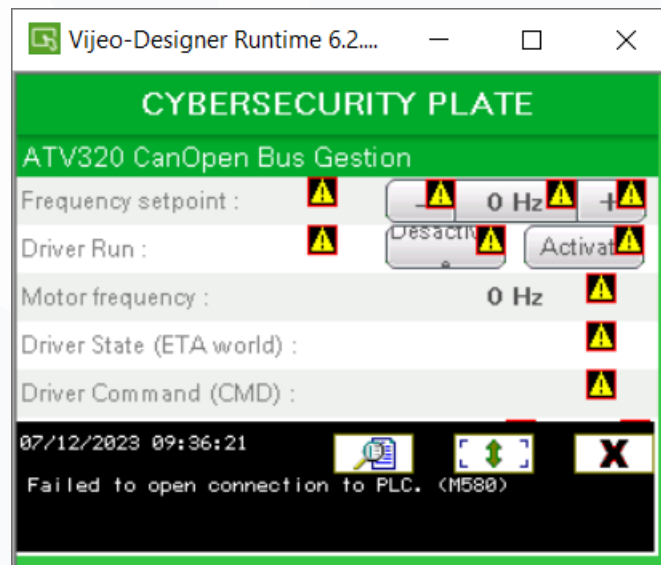 Vijeo-Designer Runtime 6.2....
CYBERSECURITY PLATE
ATV320 CanOpen Bus Gestion
Frequency setpoint : 0 Hz +
Driver Run :
Motor frequency : 0 Hz
Driver State (ETA world) :
Driver Command (CMD) :
07/12/2023 09:36:21
Failed to open connection to PLC. (M580)